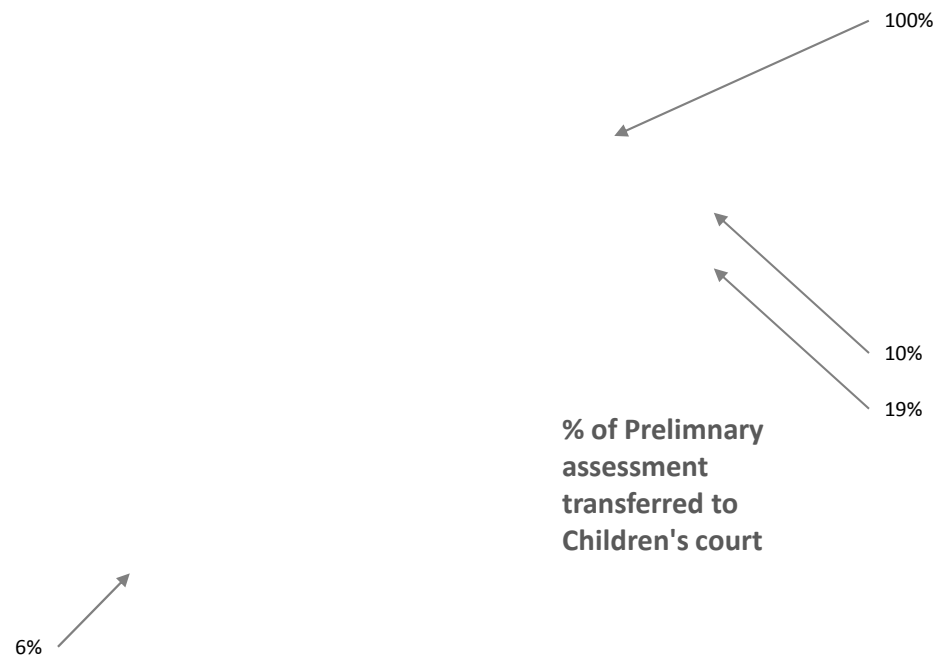 100%
10%
19%
% of Prelimnary
assessment
transferred to
Children's court
6%